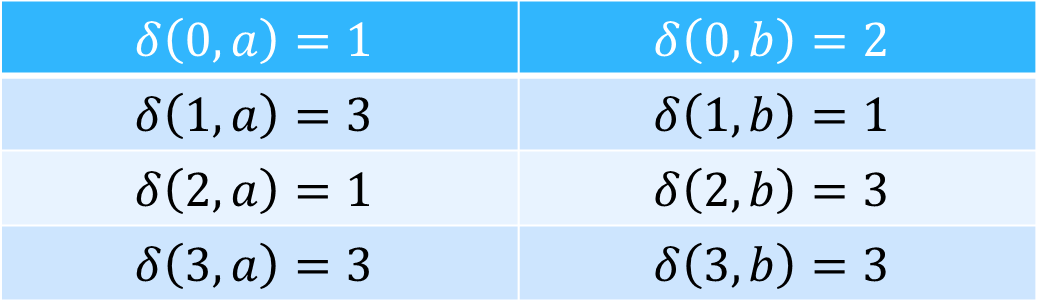 δ(0, a) = 1 δ(0, b) = 2
δ(1, a) = 3 δ(1, b) = 1
δ(2, a) = 1 δ(2, b) = 3
δ(3, a) = 3 δ(3, b) = 3